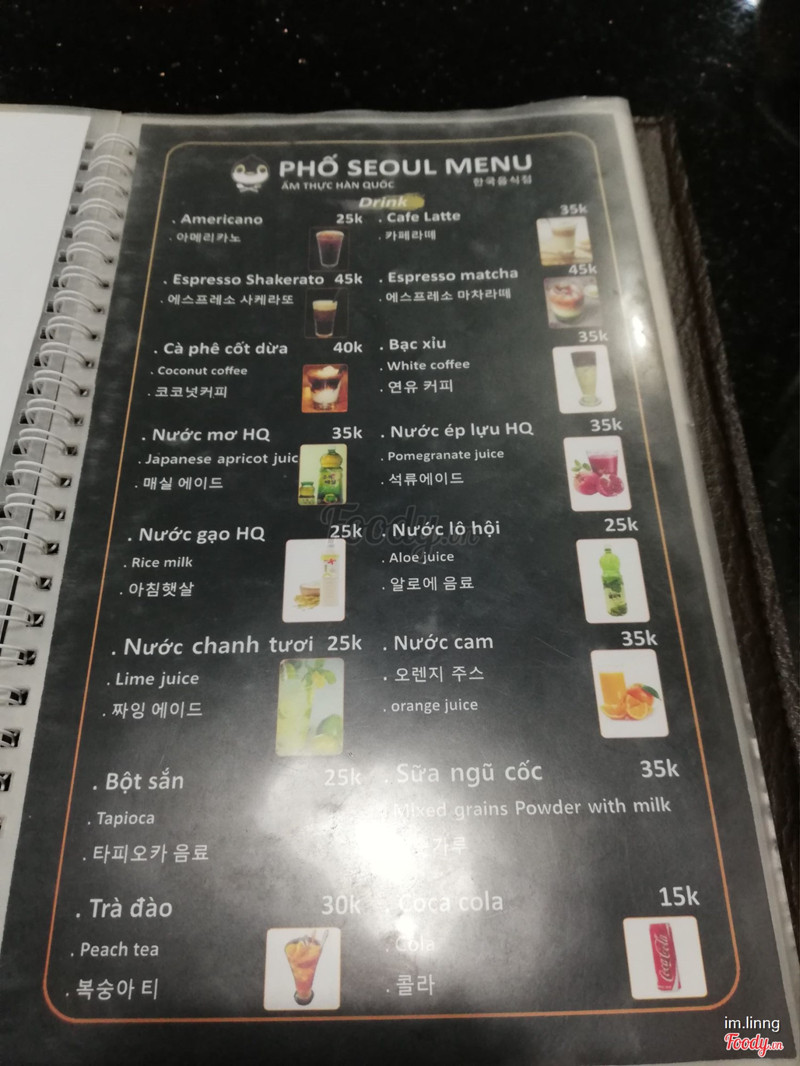 PHỐ SEOUL MENU
ẨM THỰC HÀN QUỐC 한국음식점
Drink
. Americano 25k
. 아메리카노
. Cafe Latte 35k
. 카페라떼
. Espresso Shakerato 45k
. 에스프레소 사케라또
. Espresso matcha 45k
. 에스프레소 마차라떼
. Cà phê cốt dừa 40k
. Coconut coffee
. 코코넛커피
. Bạc xỉu 35k
. White coffee
. 연유 커피
. Nước mơ HQ 35k
. Japanese apricot juic
. 매실 에이드
. Nước ép lựu HQ 35k
. Pomegranate juice
. 석류에이드
. Nước gạo HQ 25k
. Rice milk
. 아침햇살
. Nước lô hội 25k
. Aloe juice
. 알로에 음료
. Nước chanh tươi 25k
. Lime juice
. 짜잉 에이드
. Nước cam 35k
. 오렌지 주스
. orange juice
. Bột sắn 25k
. Tapioca
. 타피오카 음료
. Sữa ngũ cốc 35k
Mixed grains Powder with milk
가루
. Trà đào 30k
. Peach tea
. 복숭아 티
. Coca cola 15k
. Cola
. 콜라
Coca-Cola
Foody.vn
im.linng
Foody.vn